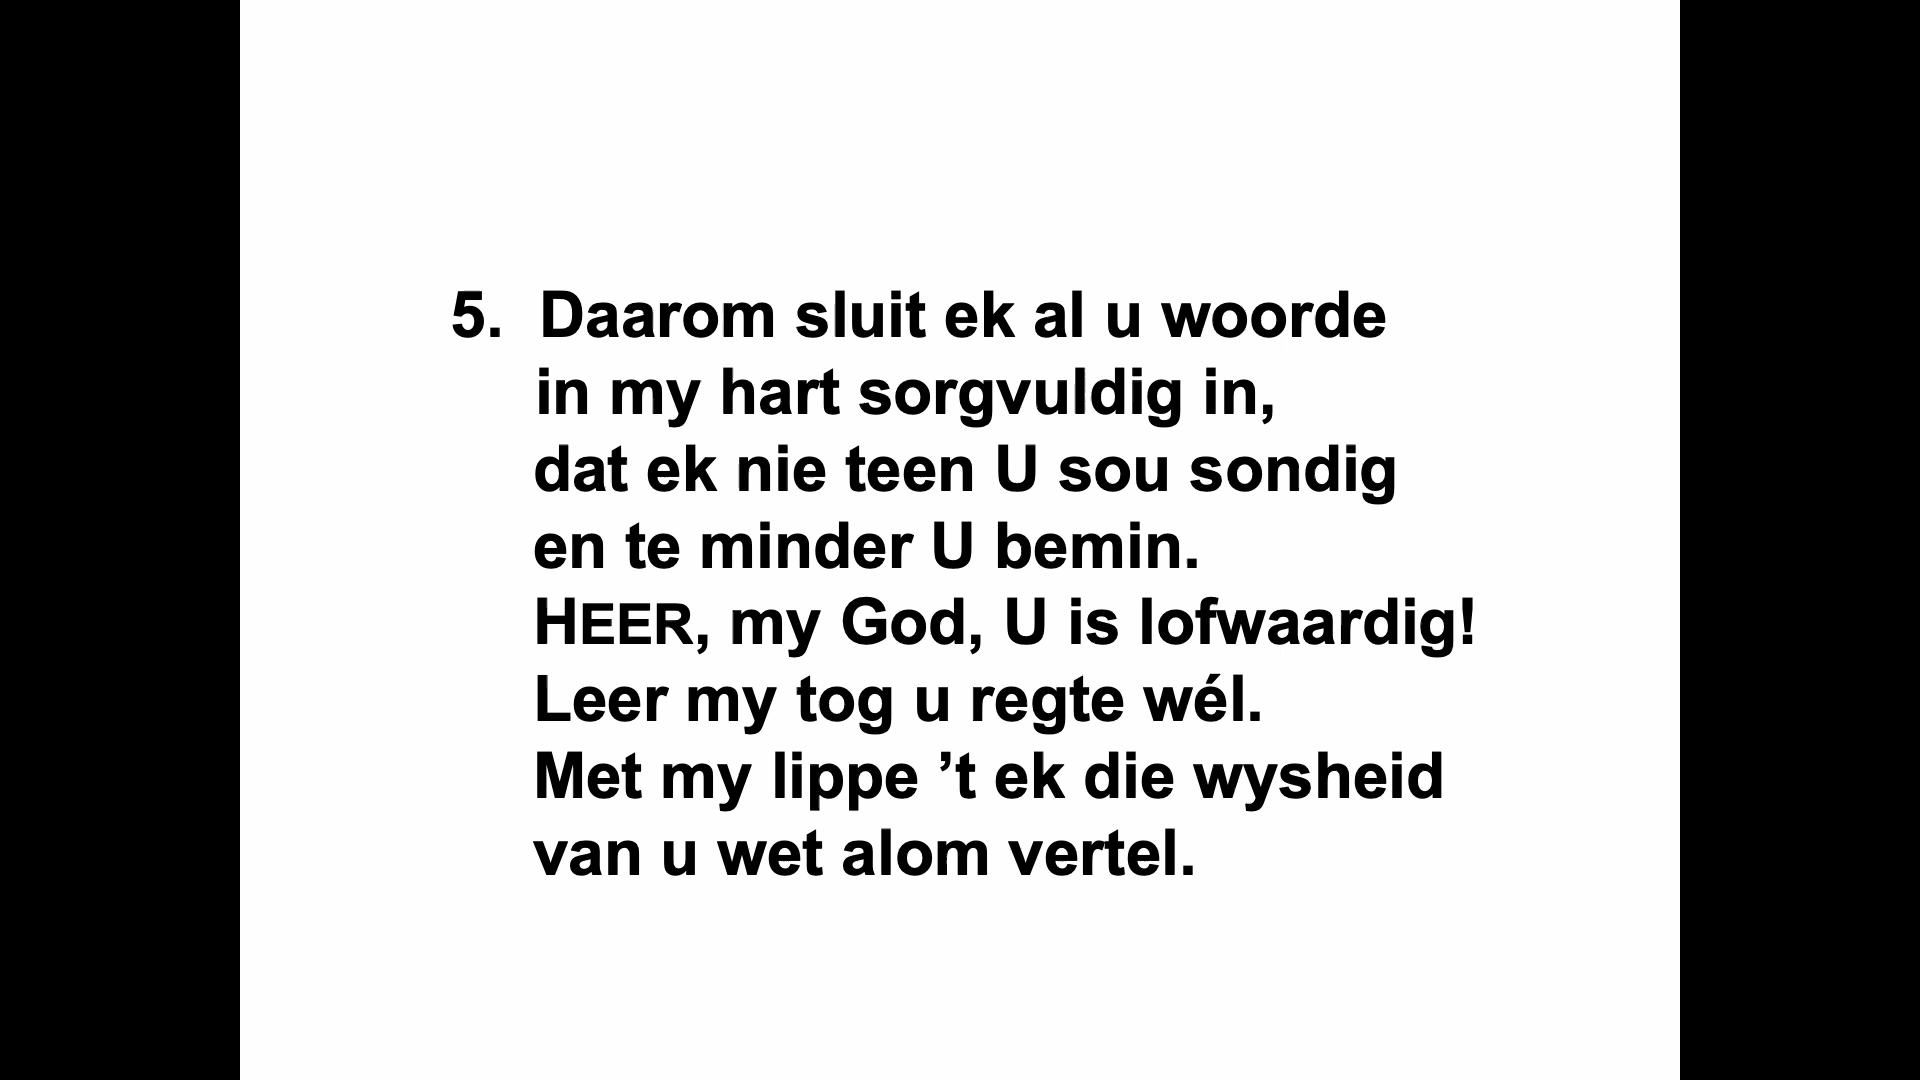 5. Daarom sluit ek al u woorde
in my hart sorgvuldig in,
dat ek nie teen U sou sondig
en te minder U bemin.
HEER, my God, U is lofwaardig!
Leer my tog u regte wél.
Met my lippe ’t ek die wysheid
van u wet alom vertel.